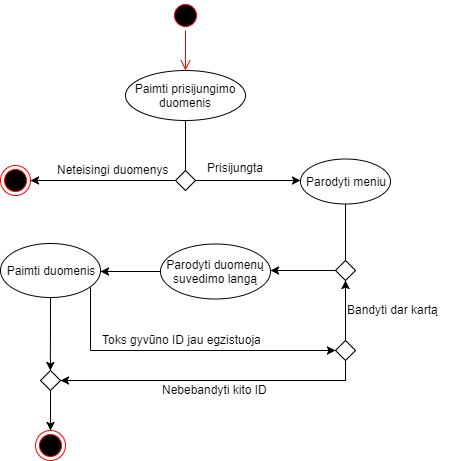 Paimti prisijungimo
duomenis
Neteisingi duomenys
Prisijungta
Parodyti meniu
Paimti duomenis
Parodyti duomenų
suvedimo langą
Bandyti dar kartą
Toks gyvūno ID jau egzistuoja
Nebebandyti kito ID